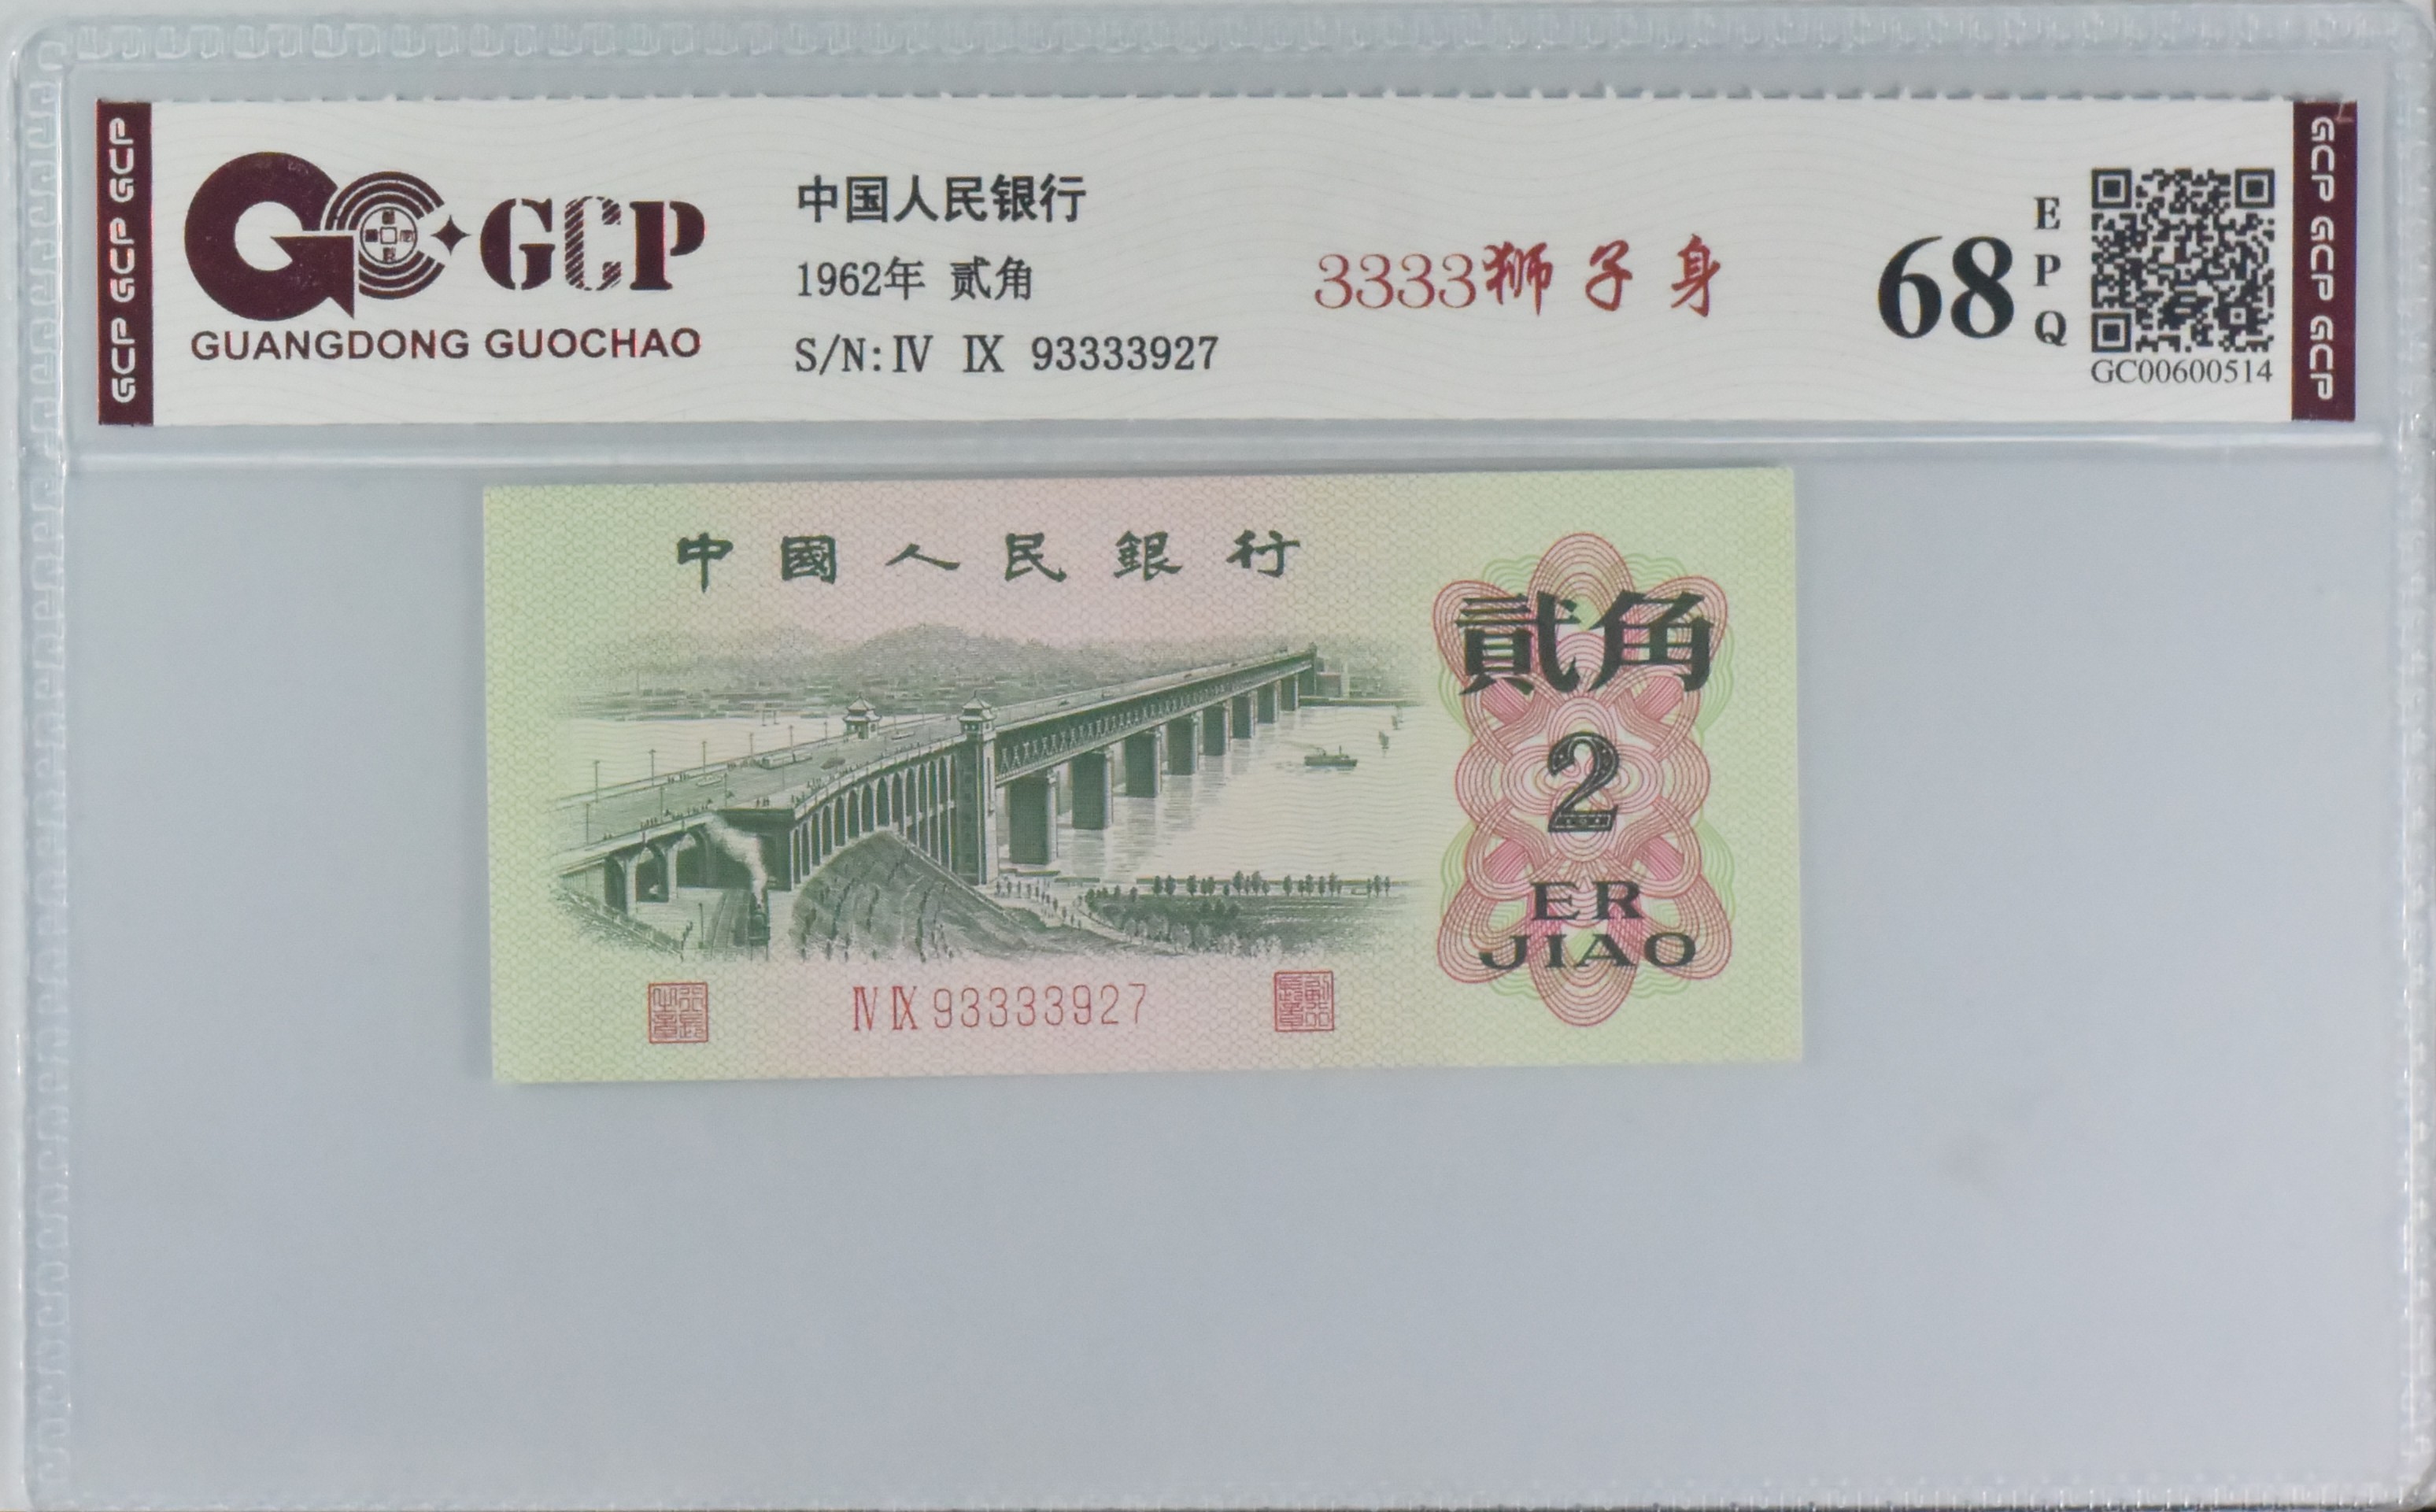 GCP GCP GCP
GCP
GUANGDONG GUOCHAO
中国人民银行
1962年 贰角
S/N:Ⅳ Ⅸ 93333927
3333狮子身
68
E
P
Q
GC00600514
GCP GCP GCP
中國人民銀行
貳角
2
ER
JIAO
Ⅳ Ⅸ 93333927